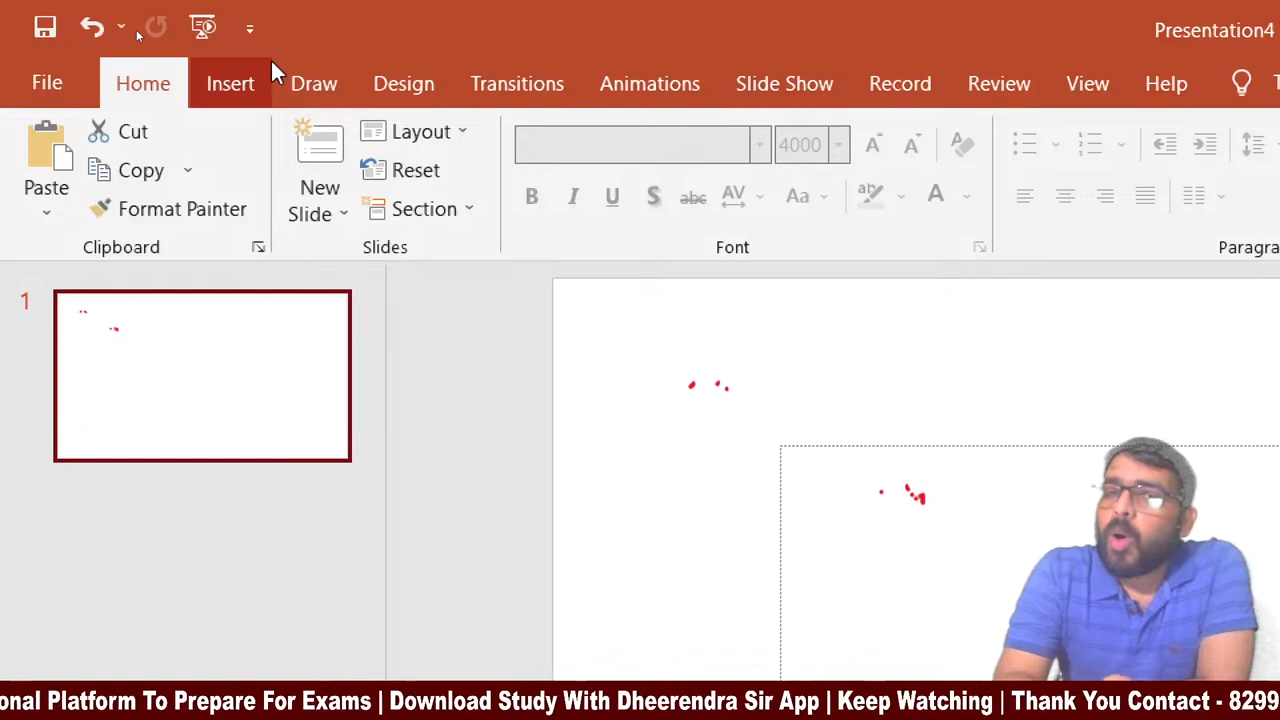 Presentation4
File Home Insert Draw Design Transitions Animations Slide Show Record Review View Help T
Paste
Cut
Copy
Format Painter
Clipboard
New
Slide
Layout
Reset
Section
Slides
4000
B I U S abc AV Aa ab A
Font
Paragra
1
onal Platform To Prepare For Exams | Download Study With Dheerendra Sir App | Keep Watching | Thank You Contact - 8299